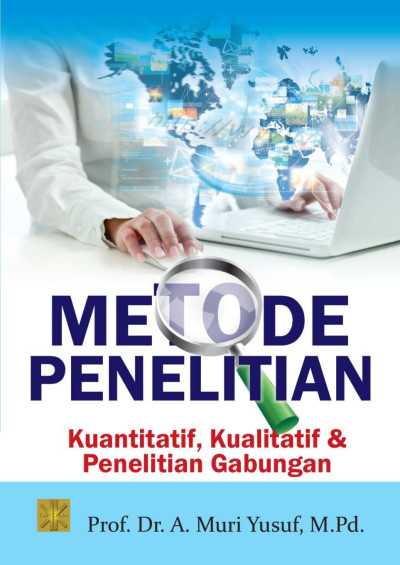 METODE
PENELITIAN
Kuantitatif, Kualitatif &
Penelitian Gabungan
Prof. Dr. A. Muri Yusuf, M.Pd.